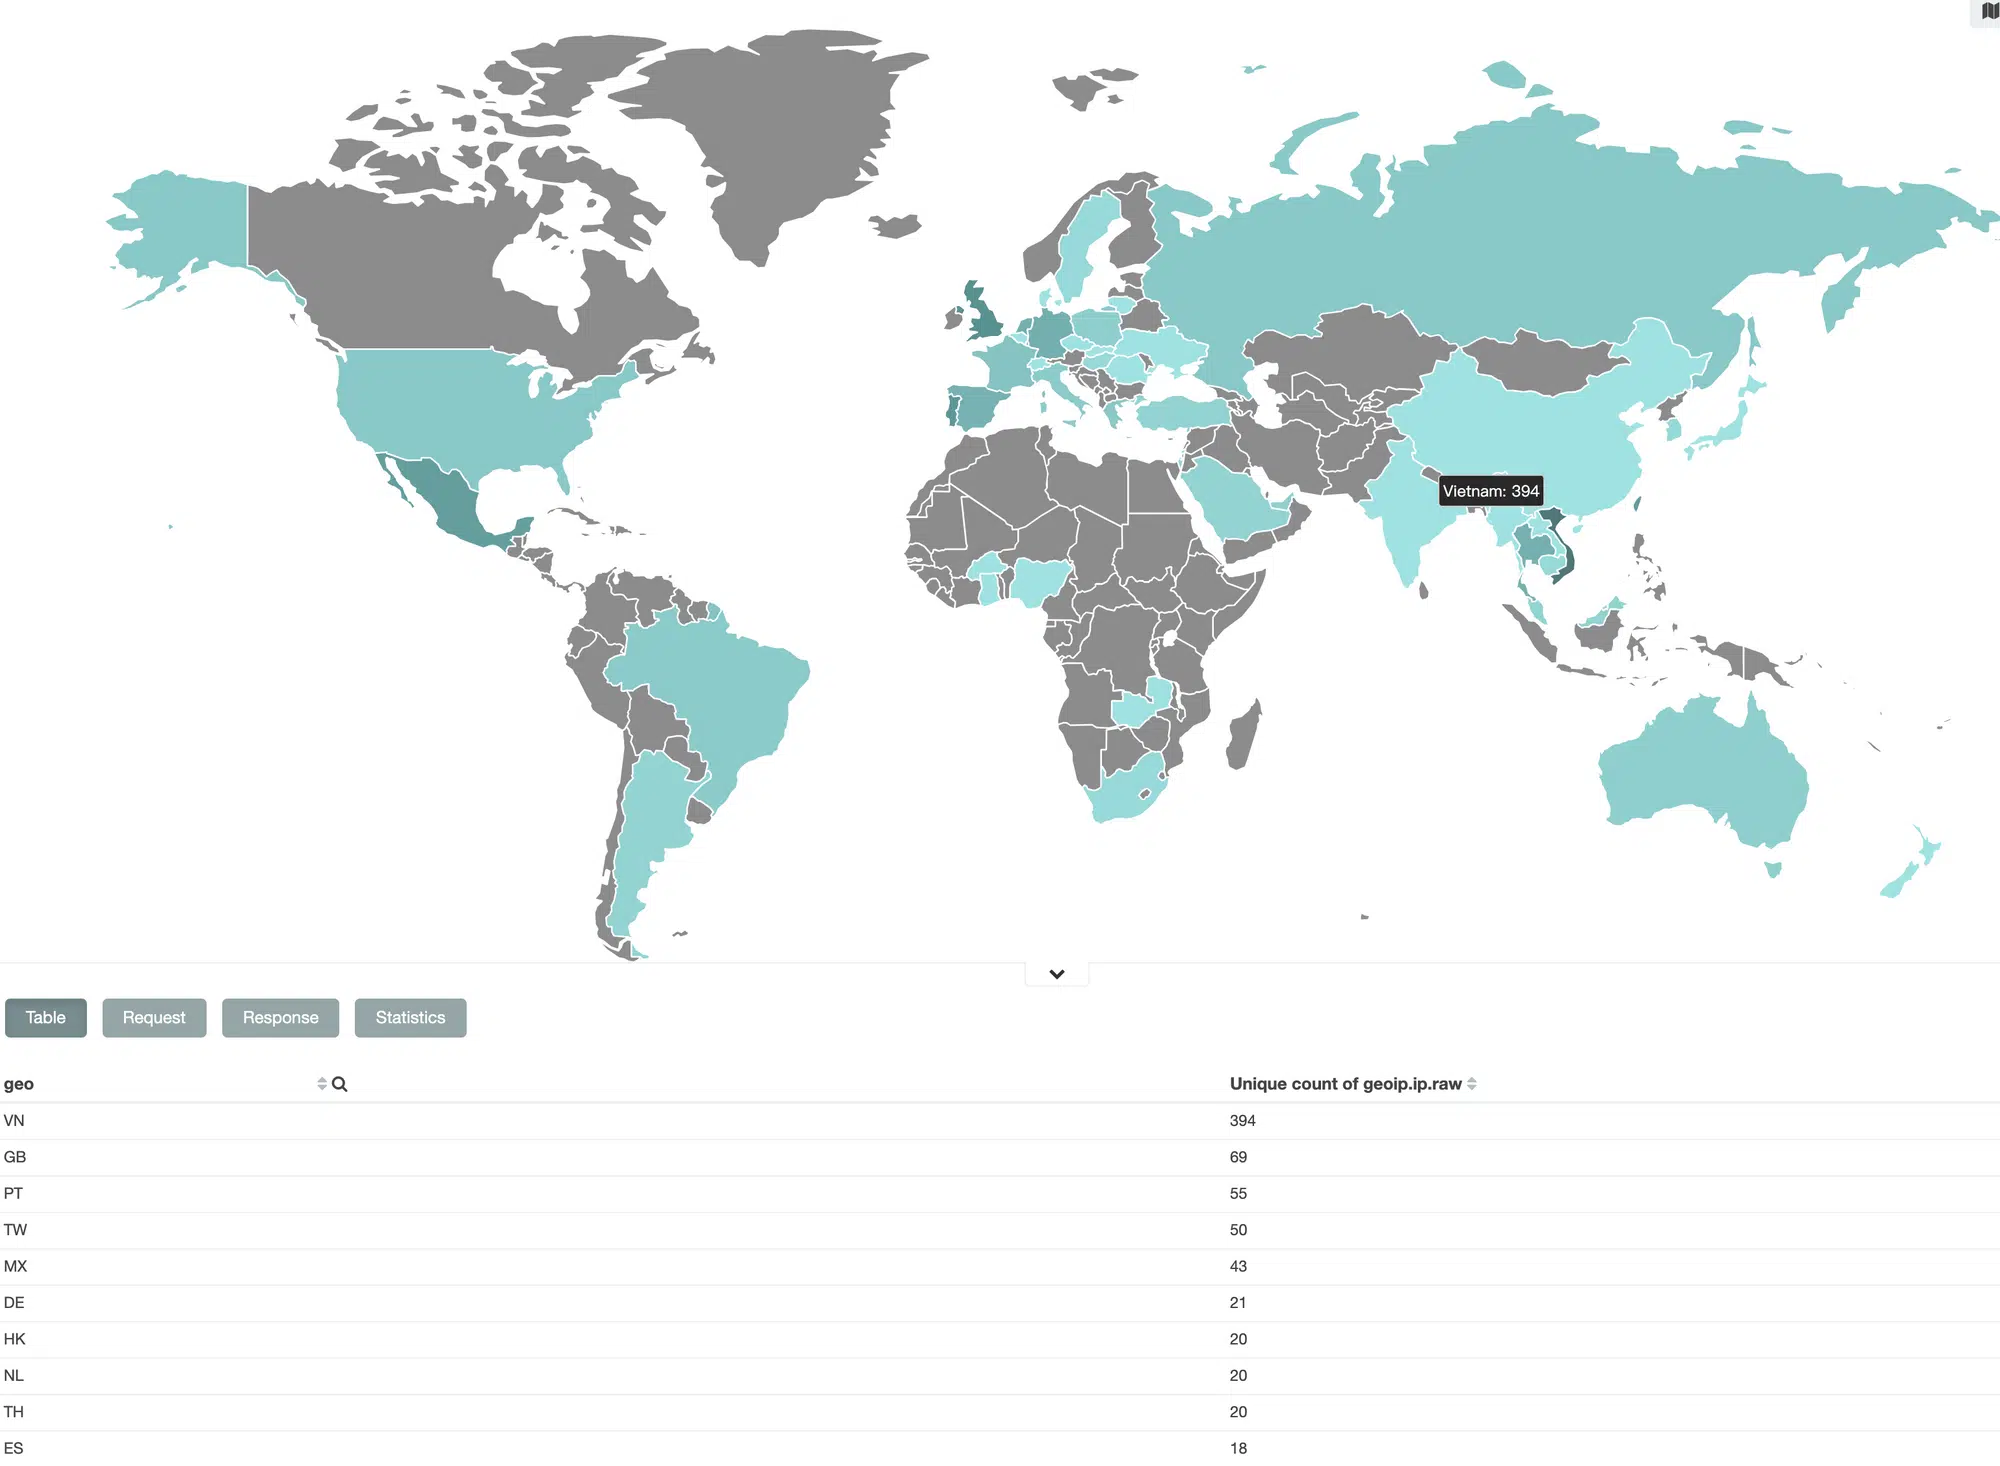 Vietnam: 394
Table Request Response Statistics
geo Unique count of geoip.ip.raw
VN 394
GB 69
PT 55
TW 50
MX 43
DE 21
HK 20
NL 20
TH 20
ES 18